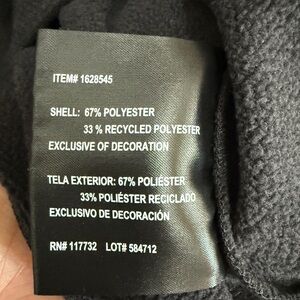 ITEM# 1628545
SHELL: 67% POLYESTER
33 % RECYCLED POLYESTER
EXCLUSIVE OF DECORATION
TELA EXTERIOR: 67% POLIÉSTER
33% POLIÉSTER RECICLADO
EXCLUSIVO DE DECORACIÓN
RN# 117732 LOT# 584712